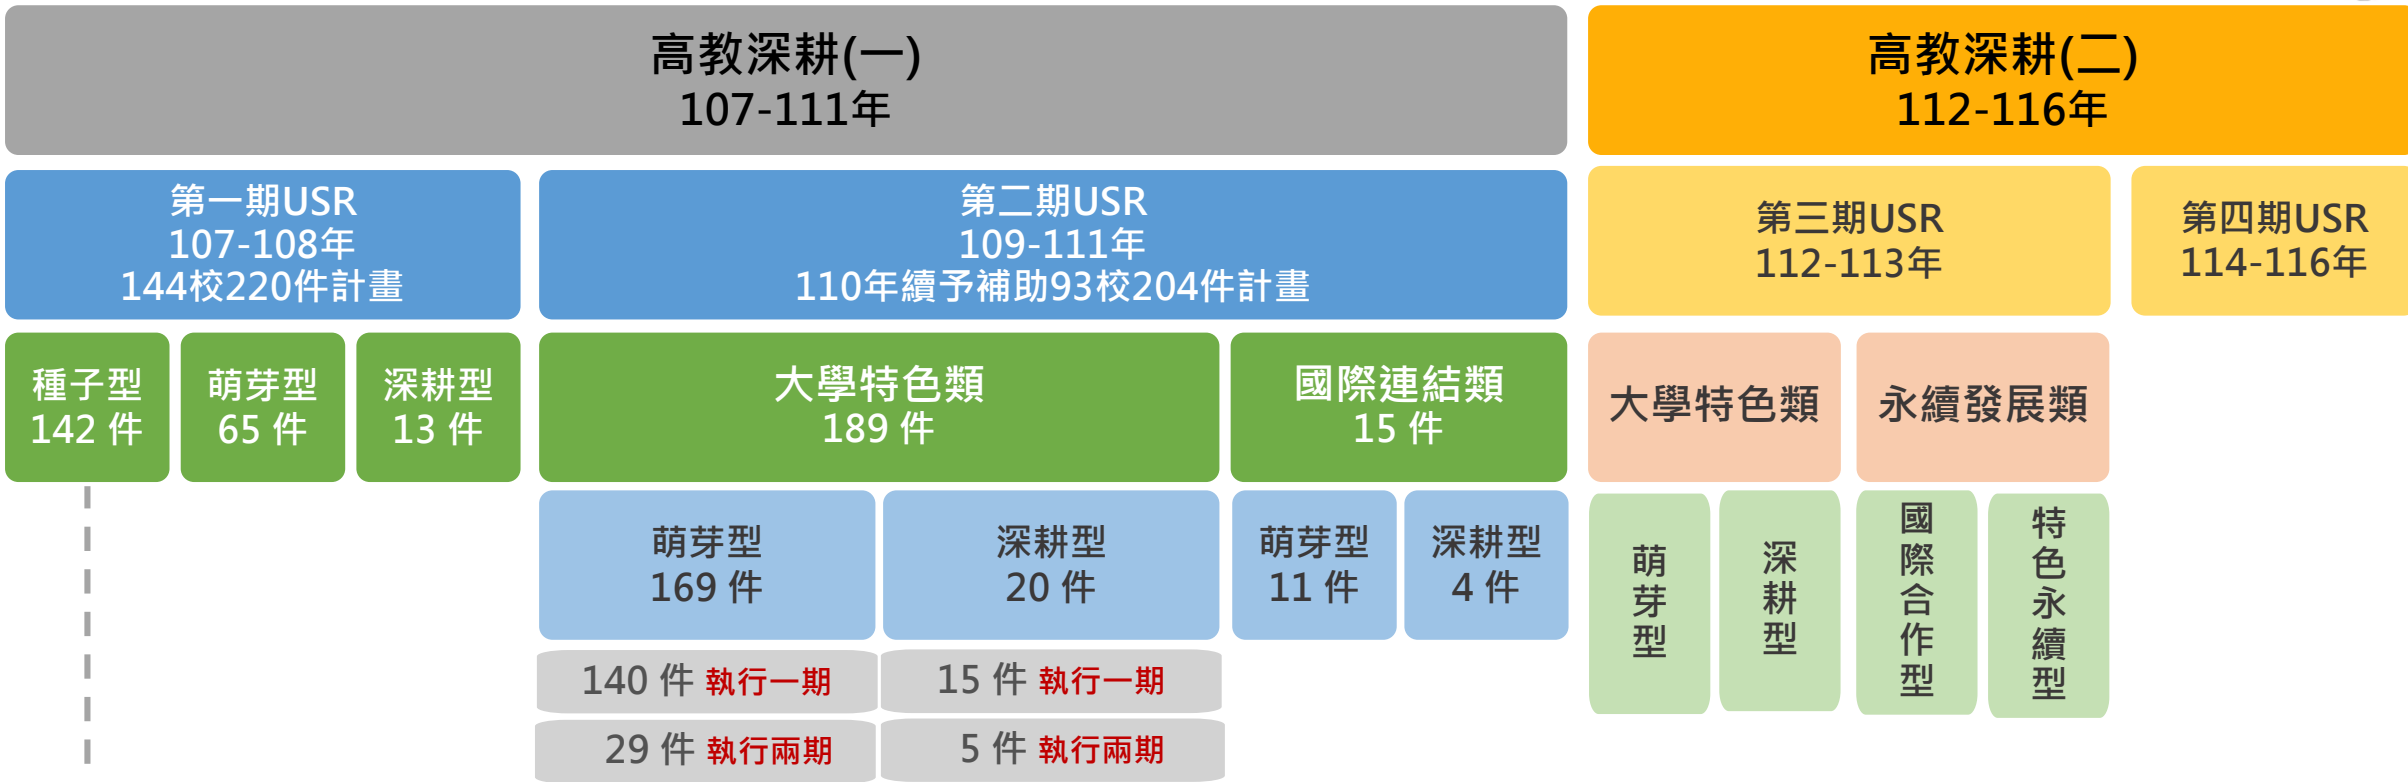 高教深耕(一)
107-111年
高教深耕(二)
112-116年
第一期USR
107-108年
144校220件計畫
第二期USR
109-111年
110年續予補助93校204件計畫
第三期USR
112-113年
第四期USR
114-116年
種子型
142 件
萌芽型
65 件
深耕型
13 件
大學特色類
189 件
國際連結類
15 件
大學特色類
永續發展類
萌芽型
169 件
深耕型
20 件
萌芽型
11 件
深耕型
4 件
萌芽型
深耕型
國際合作型
特色永續型
140 件 執行一期
15 件 執行一期
29 件 執行兩期
5 件 執行兩期